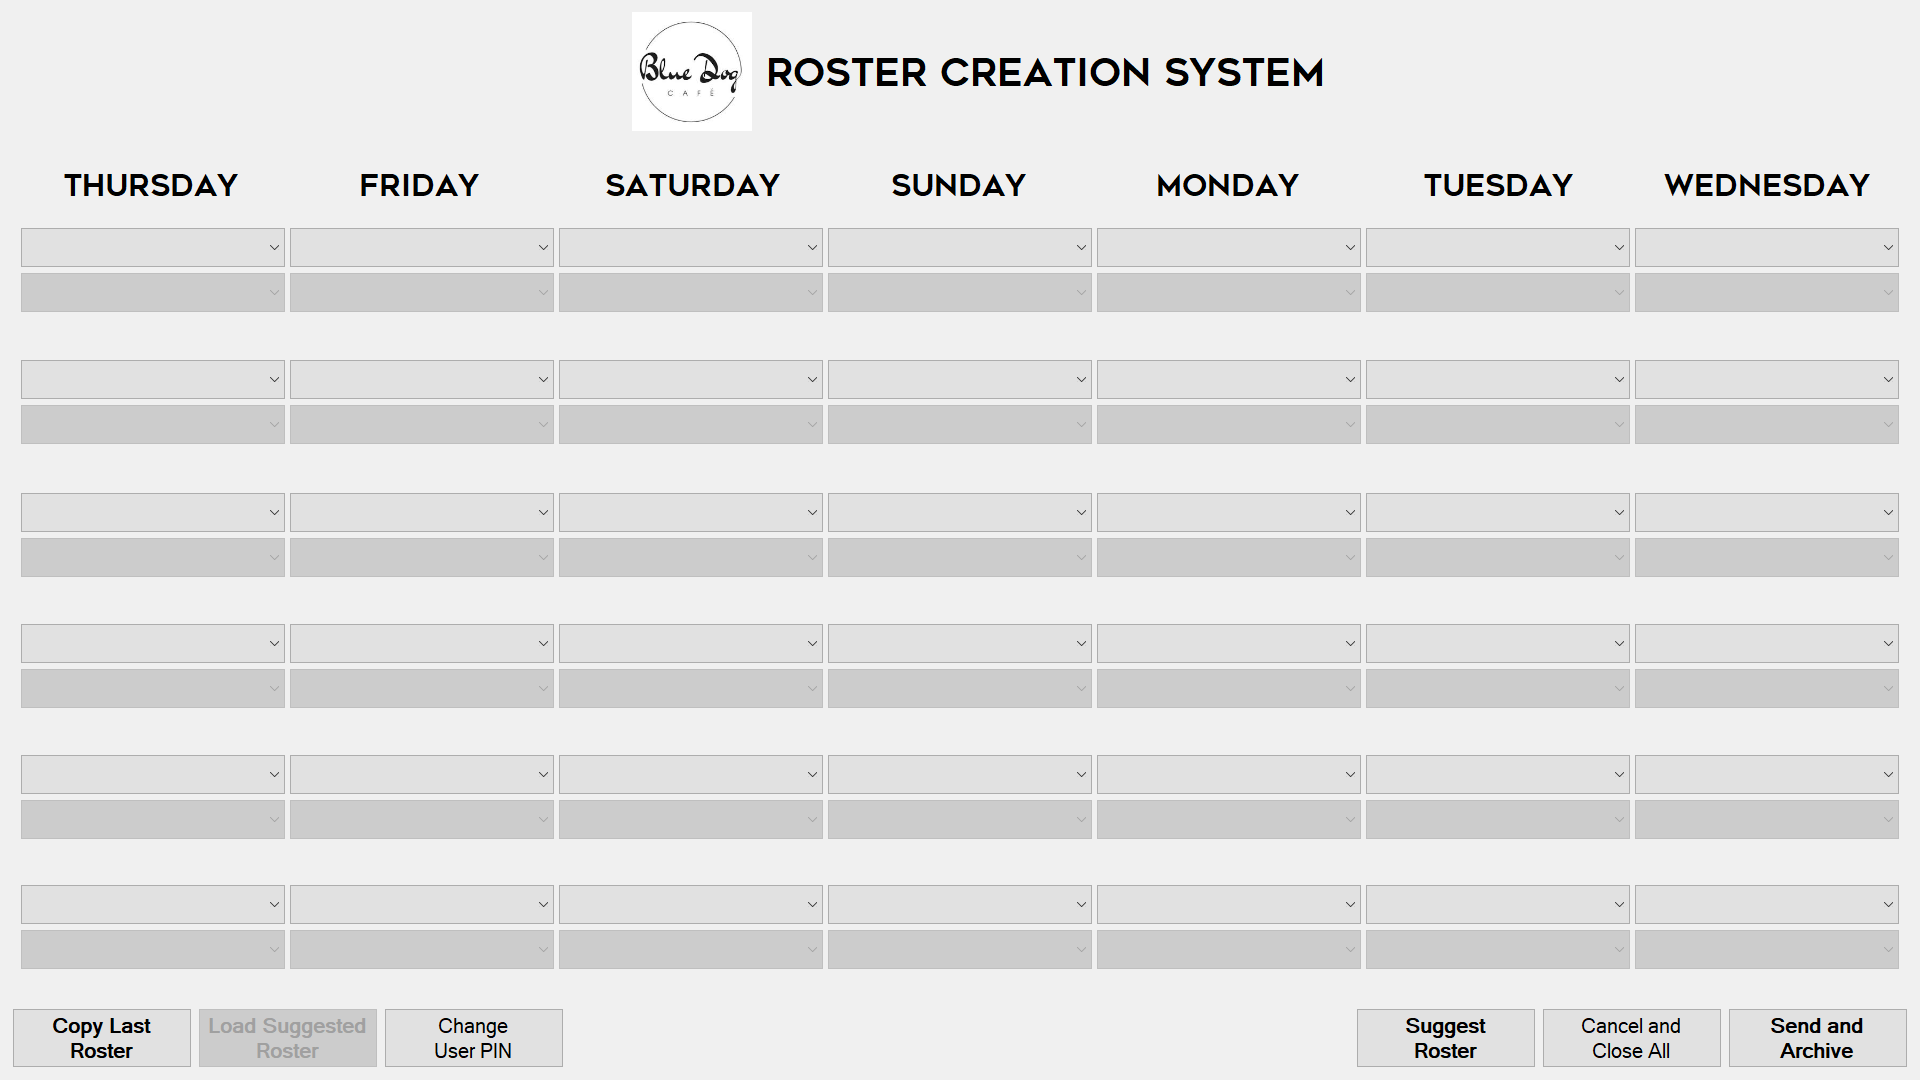 Blue Dog
CAFÉ
ROSTER CREATION SYSTEM
THURSDAY
FRIDAY
SATURDAY
SUNDAY
MONDAY
TUESDAY
WEDNESDAY
Copy Last
Roster
Load Suggested
Roster
Change
User PIN
Suggest
Roster
Cancel and
Close All
Send and
Archive